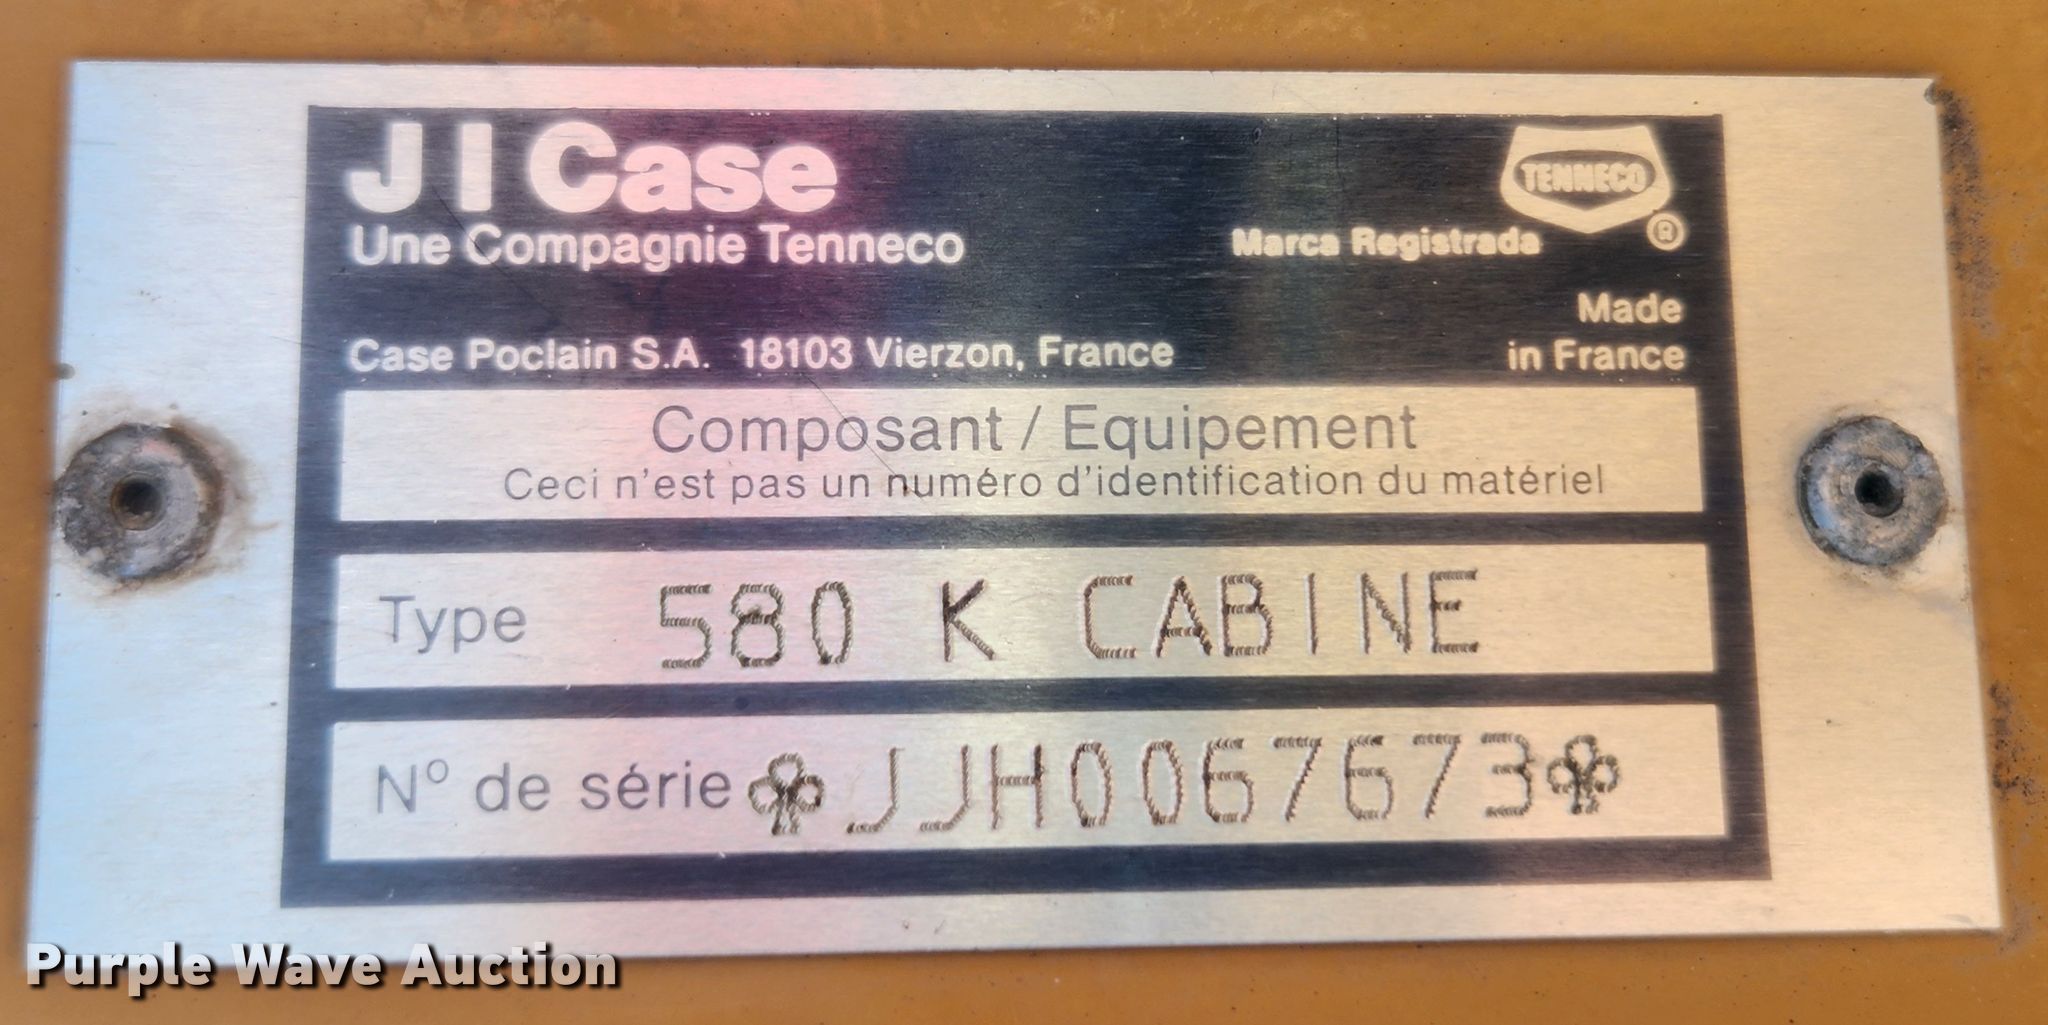 J I Case
TENNECO
®
Une Compagnie Tenneco
Marca Registrada
Made
in France
Case Poclain S.A. 18103 Vierzon, France
Composant / Equipement
Ceci n'est pas un numéro d'identification du matériel
Type 580 K CABINE
Nº de série JJH0067673
Purple Wave Auction